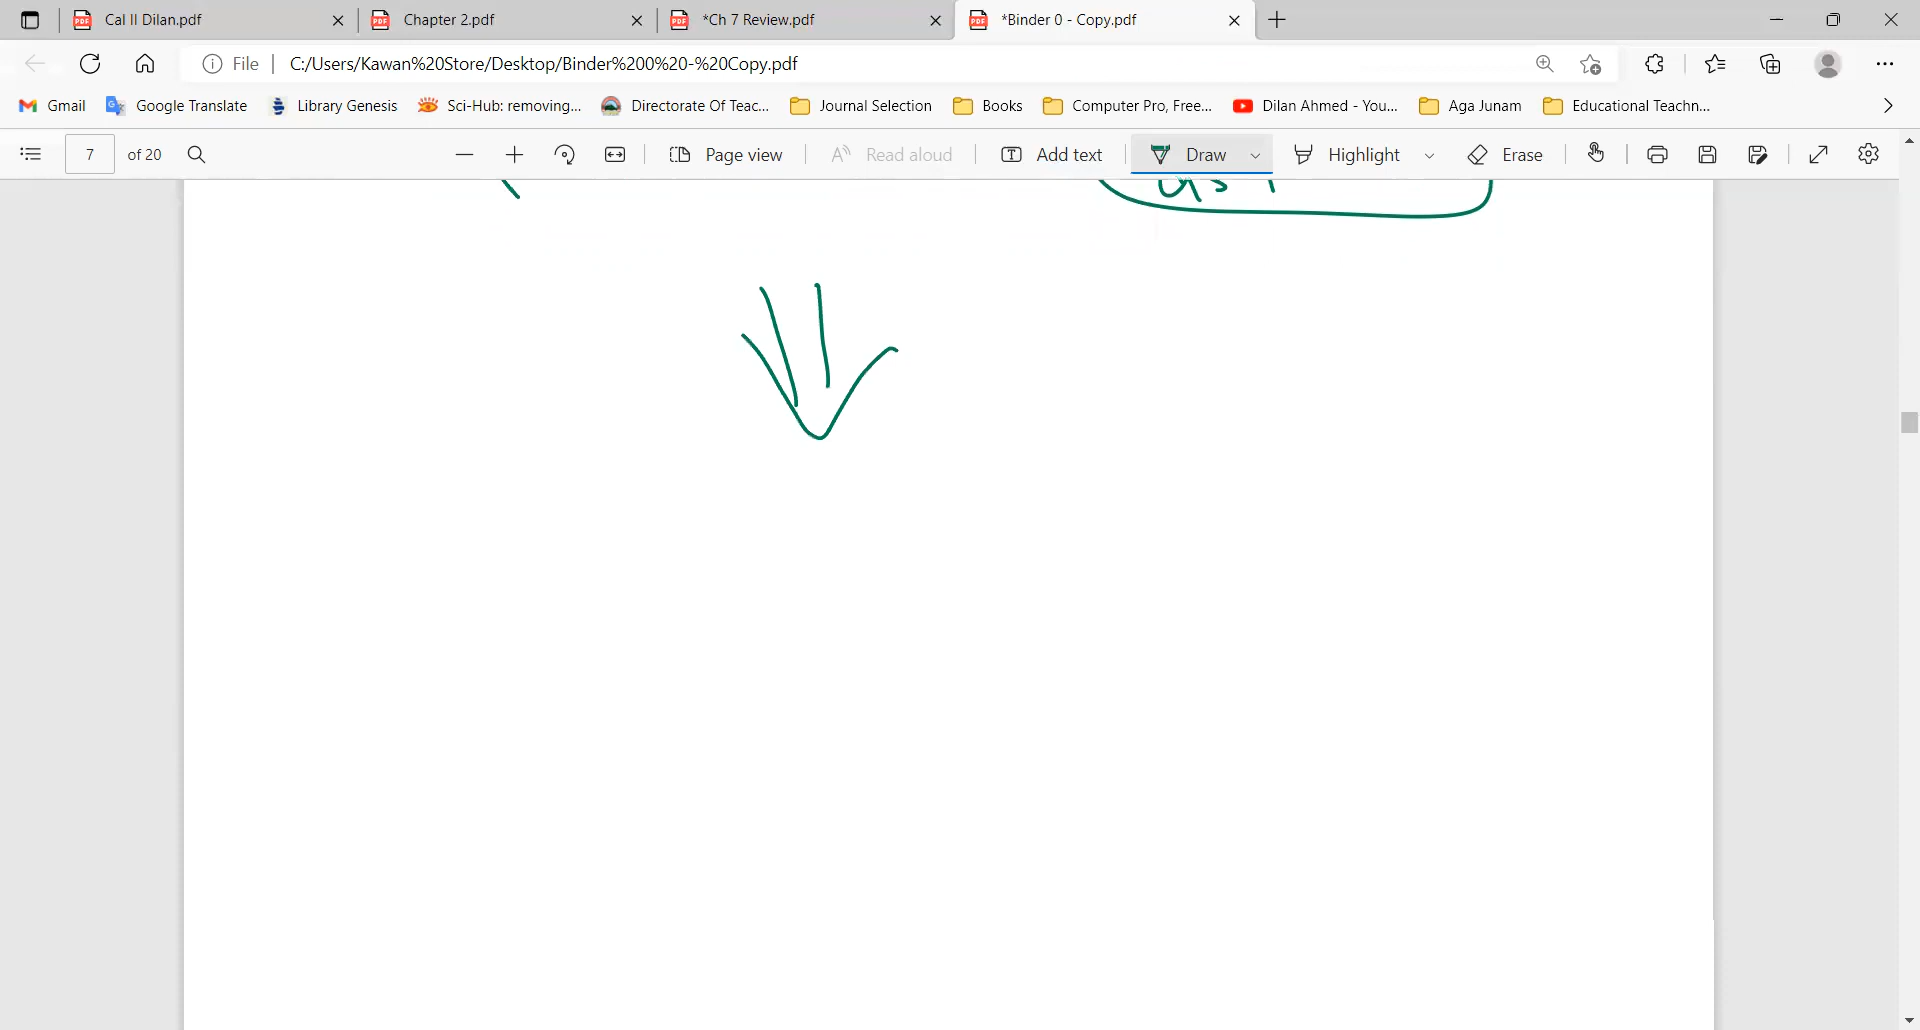 Cal II Dilan.pdf
Chapter 2.pdf
*Ch 7 Review.pdf
*Binder 0 - Copy.pdf
File C:/Users/Kawan%20Store/Desktop/Binder%200%20-%20Copy.pdf
Gmail Google Translate Library Genesis Sci-Hub: removing... Directorate Of Teac... Journal Selection Books Computer Pro, Free... Dilan Ahmed - You... Aga Junam Educational Teachn...
7 of 20 Page view Read aloud Add text Draw Highlight Erase